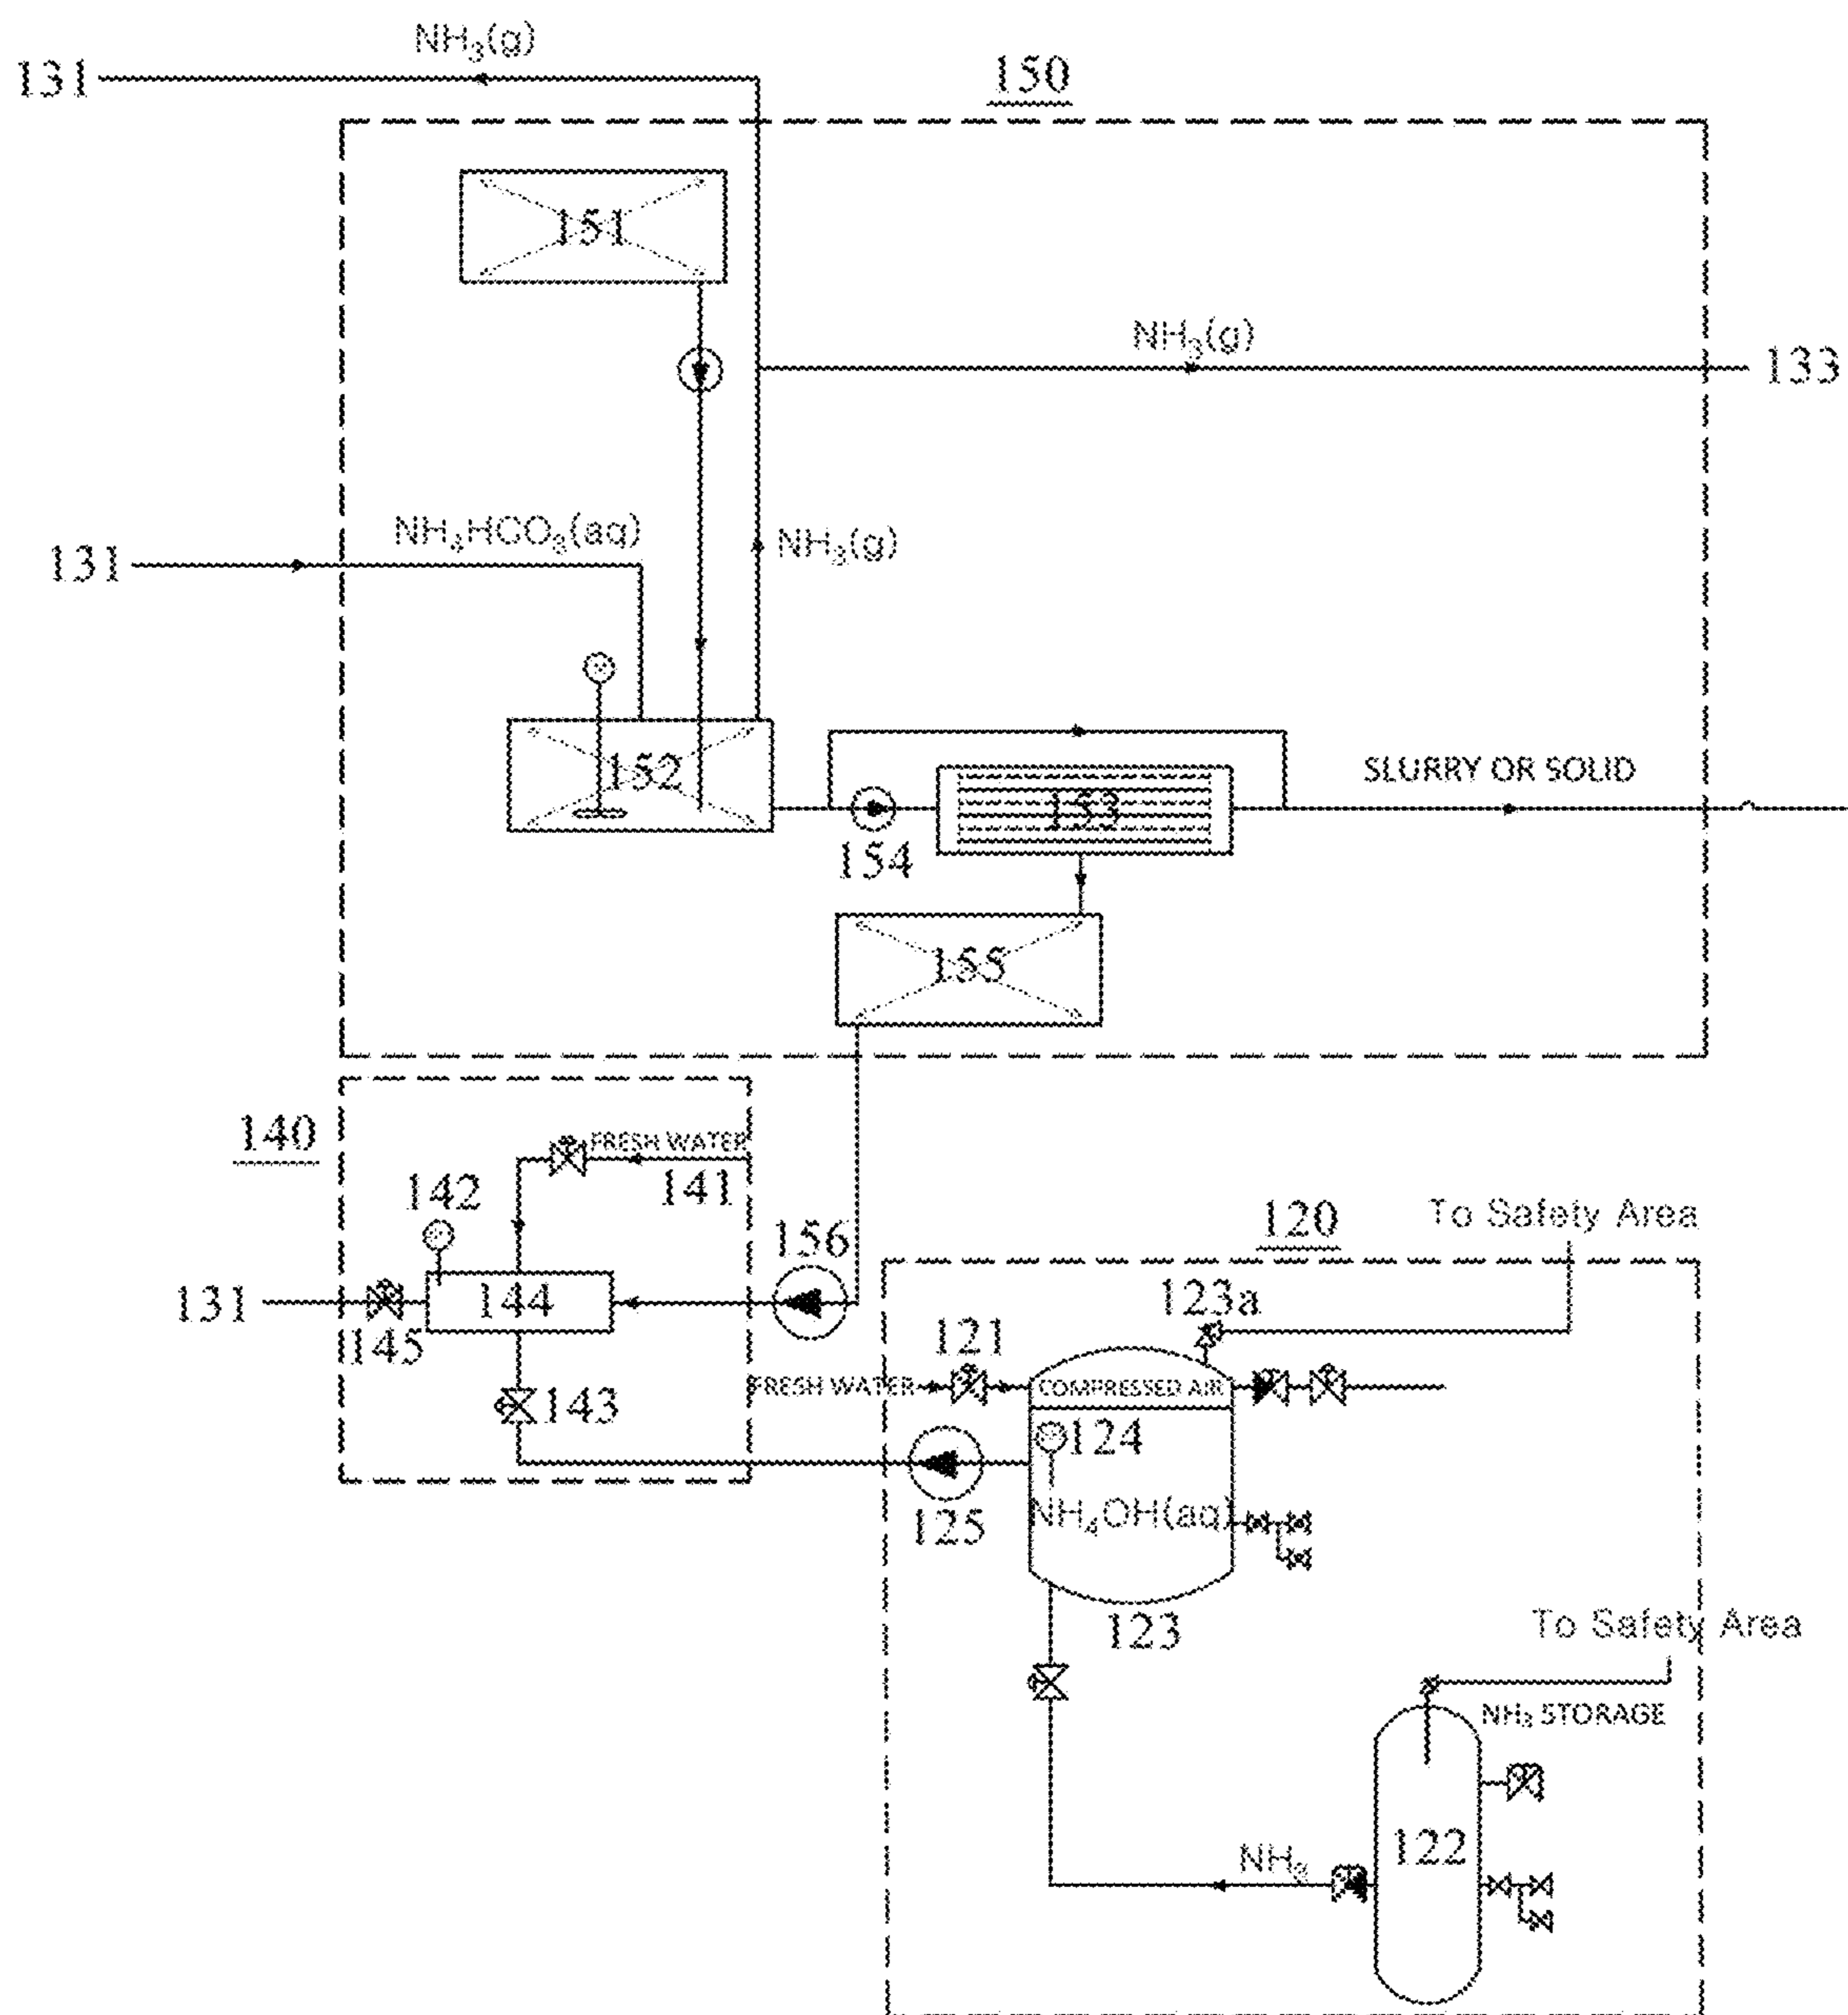 NH₃(g)
131
150
151
NH₃(g)
133
NH₄HCO₃(aq)
131
NH₃(g)
152
SLURRY OR SOLID
153
154
155
140
FRESH WATER
141
142
156
120
To Safety Area
144
131
145
123a
121
FRESH WATER
COMPRESSED AIR
143
124
125
NH₄OH(aq)
123
To Safety Area
NH₃ STORAGE
122
NH₃